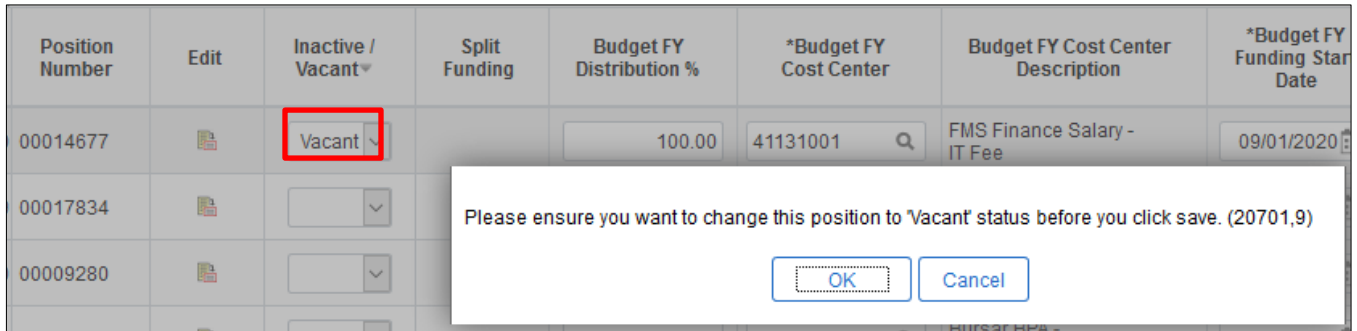 Position Number
Edit
Inactive / Vacant
Split Funding
Budget FY Distribution %
*Budget FY Cost Center
Budget FY Cost Center Description
*Budget FY Funding Star Date
00014677
Vacant
100.00
41131001
FMS Finance Salary -
IT Fee
09/01/2020
00017834
Please ensure you want to change this position to 'Vacant' status before you click save. (20701,9)
00009280
OK
Cancel